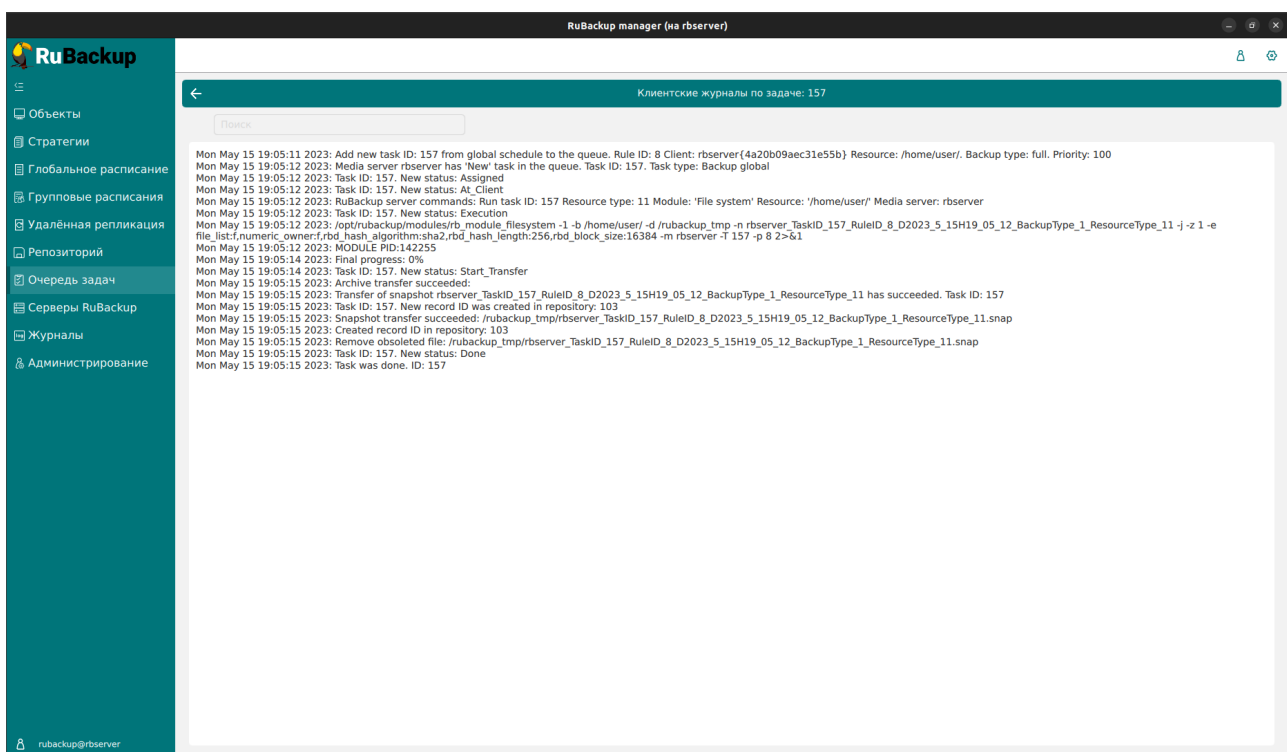 RuBackup manager (на rbserver)
RuBackup
Объекты
Стратегии
Глобальное расписание
Групповые расписания
Удалённая репликация
Репозиторий
Очередь задач
Серверы RuBackup
Журналы
Администрирование
rubackup@rbserver
Клиентские журналы по задаче: 157
Поиск
Mon May 15 19:05:11 2023: Add new task ID: 157 from global schedule to the queue. Rule ID: 8 Client: rbserver{4a20b09aec31e55b} Resource: /home/user/. Backup type: full. Priority: 100
Mon May 15 19:05:12 2023: Media server rbserver has 'New' task in the queue. Task ID: 157. Task type: Backup global
Mon May 15 19:05:12 2023: Task ID: 157. New status: Assigned
Mon May 15 19:05:12 2023: Task ID: 157. New status: At_Client
Mon May 15 19:05:12 2023: RuBackup server commands: Run task ID: 157 Resource type: 11 Module: 'File system' Resource: '/home/user/' Media server: rbserver
Mon May 15 19:05:12 2023: Task ID: 157. New status: Execution
Mon May 15 19:05:12 2023: /opt/rubackup/modules/rb_module_filesystem -1 -b /home/user/ -d /rubackup_tmp -n rbserver_TaskID_157_RuleID_8_D2023_5_15H19_05_12_BackupType_1_ResourceType_11 -j -z 1 -e
file_list:f,numeric_owner:f,rbd_hash_algorithm:sha2,rbd_hash_length:256,rbd_block_size:16384 -m rbserver -T 157 -p 8 2>&1
Mon May 15 19:05:12 2023: MODULE PID:142255
Mon May 15 19:05:14 2023: Final progress: 0%
Mon May 15 19:05:14 2023: Task ID: 157. New status: Start_Transfer
Mon May 15 19:05:15 2023: Archive transfer succeeded:
Mon May 15 19:05:15 2023: Transfer of snapshot rbserver_TaskID_157_RuleID_8_D2023_5_15H19_05_12_BackupType_1_ResourceType_11 has succeeded. Task ID: 157
Mon May 15 19:05:15 2023: Task ID: 157. New record ID was created in repository: 103
Mon May 15 19:05:15 2023: Snapshot transfer succeeded: /rubackup_tmp/rbserver_TaskID_157_RuleID_8_D2023_5_15H19_05_12_BackupType_1_ResourceType_11.snap
Mon May 15 19:05:15 2023: Created record ID in repository: 103
Mon May 15 19:05:15 2023: Remove obsoleted file: /rubackup_tmp/rbserver_TaskID_157_RuleID_8_D2023_5_15H19_05_12_BackupType_1_ResourceType_11.snap
Mon May 15 19:05:15 2023: Task ID: 157. New status: Done
Mon May 15 19:05:15 2023: Task was done. ID: 157